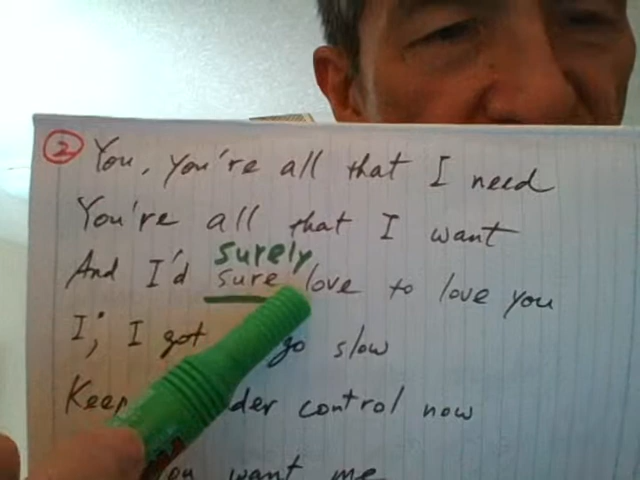 ② You, you're all that I need
You're all that I want
surely
And I'd sure love to love you
I; I got go slow
Keep der control now
ou want me